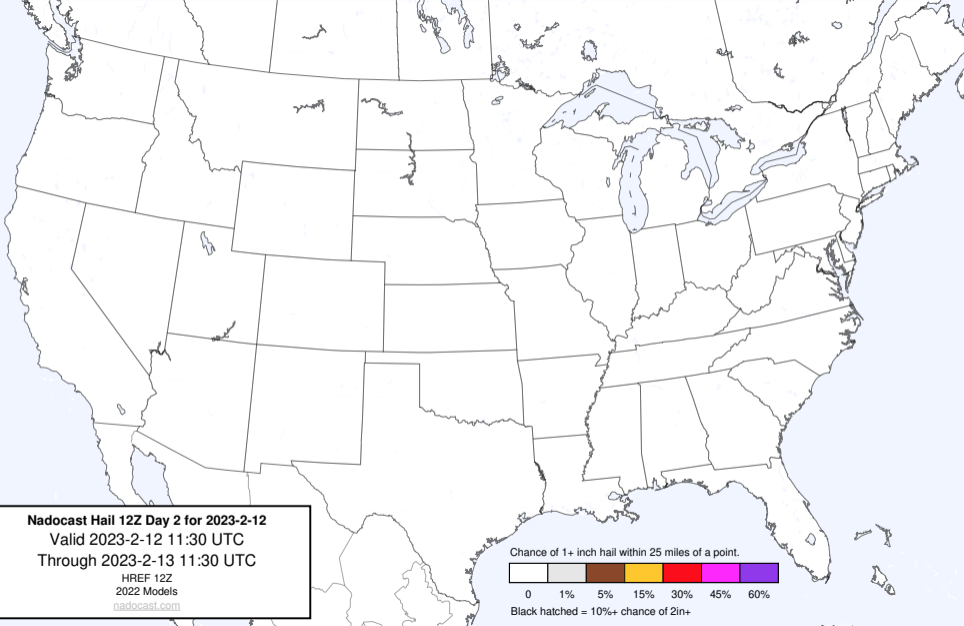 Nadocast Hail 12Z Day 2 for 2023-2-12
Valid 2023-2-12 11:30 UTC
Through 2023-2-13 11:30 UTC
HREF 12Z
2022 Models
nadocast.com
Chance of 1+ inch hail within 25 miles of a point.
0 1% 5% 15% 30% 45% 60%
Black hatched = 10%+ chance of 2in+